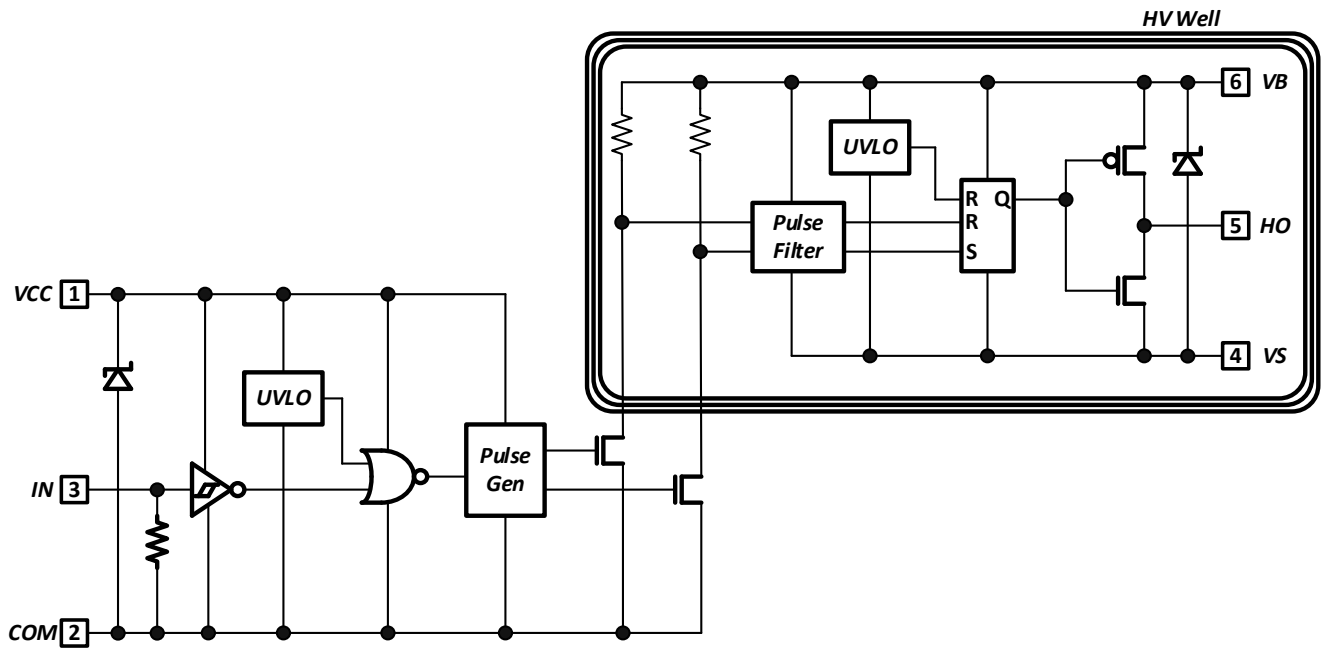 HV Well
6 VB
UVLO
R Q
R
S
Pulse
Filter
5 HO
VCC 1
4 VS
UVLO
Pulse
Gen
IN 3
COM 2